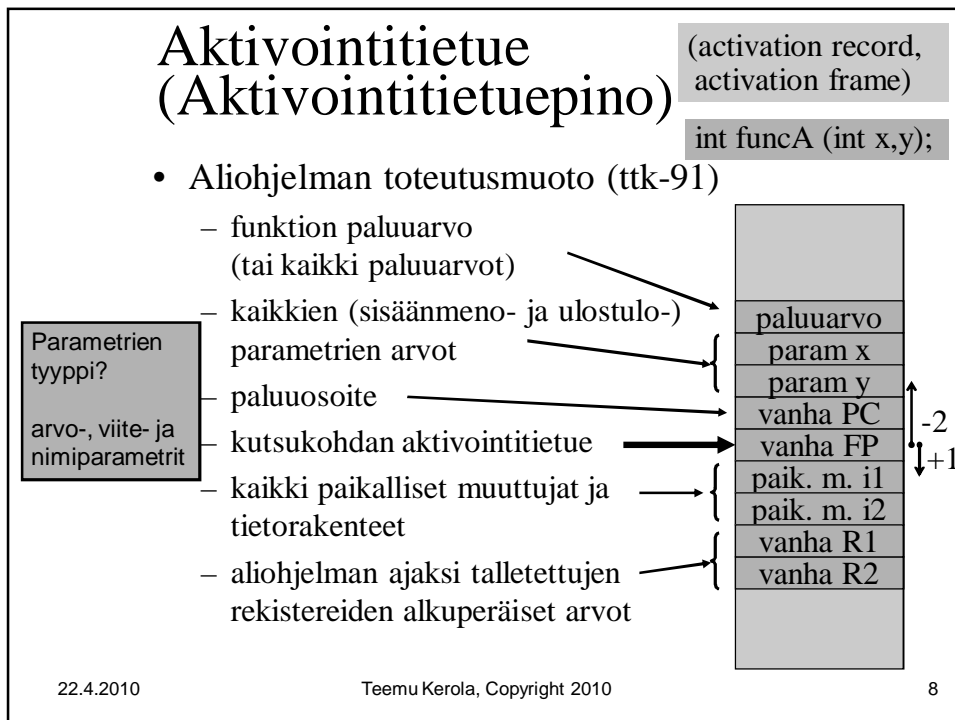 Aktivointitietue
(Aktivointitietuepino)
(activation record,
activation frame)
int funcA (int x,y);
• Aliohjelman toteutusmuoto (ttk-91)
– funktion paluuarvo
(tai kaikki paluuarvot)
– kaikkien (sisäänmeno- ja ulostulo-)
parametrien arvot
– paluuosoite
– kutsukohdan aktivointitietue
– kaikki paikalliset muuttujat ja
tietorakenteet
– aliohjelman ajaksi talletettujen
rekistereiden alkuperäiset arvot
Parametrien
tyyppi?
arvo-, viite- ja
nimiparametrit
paluuarvo
param x
param y
vanha PC
vanha FP
paik. m. i1
paik. m. i2
vanha R1
vanha R2
-2
+1
22.4.2010
Teemu Kerola, Copyright 2010
8